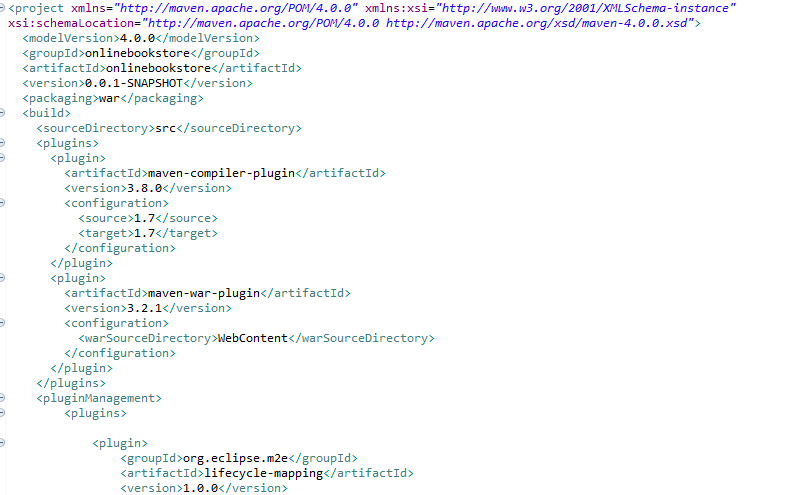 <project xmlns="http://maven.apache.org/POM/4.0.0" xmlns:xsi="http://www.w3.org/2001/XMLSchema-instance"
xsi:schemaLocation="http://maven.apache.org/POM/4.0.0 http://maven.apache.org/xsd/maven-4.0.0.xsd">
<modelVersion>4.0.0</modelVersion>
<groupId>onlinebookstore</groupId>
<artifactId>onlinebookstore</artifactId>
<version>0.0.1-SNAPSHOT</version>
<packaging>war</packaging>
<build>
<sourceDirectory>src</sourceDirectory>
<plugins>
<plugin>
<artifactId>maven-compiler-plugin</artifactId>
<version>3.8.0</version>
<configuration>
<source>1.7</source>
<target>1.7</target>
</configuration>
</plugin>
<plugin>
<artifactId>maven-war-plugin</artifactId>
<version>3.2.1</version>
<configuration>
<warSourceDirectory>WebContent</warSourceDirectory>
</configuration>
</plugin>
</plugins>
<pluginManagement>
<plugins>
<plugin>
<groupId>org.eclipse.m2e</groupId>
<artifactId>lifecycle-mapping</artifactId>
<version>1.0.0</version>